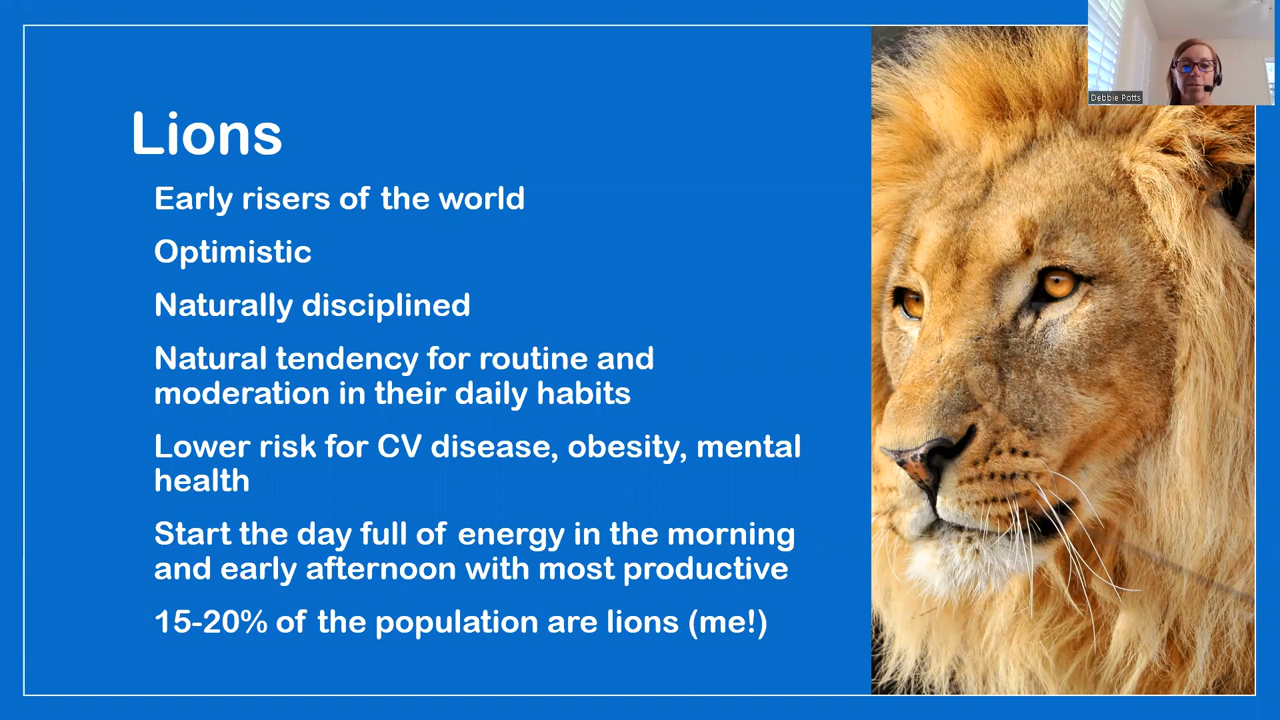 Debbie Potts
Lions
Early risers of the world
Optimistic
Naturally disciplined
Natural tendency for routine and
moderation in their daily habits
Lower risk for CV disease, obesity, mental
health
Start the day full of energy in the morning
and early afternoon with most productive
15-20% of the population are lions (me!)